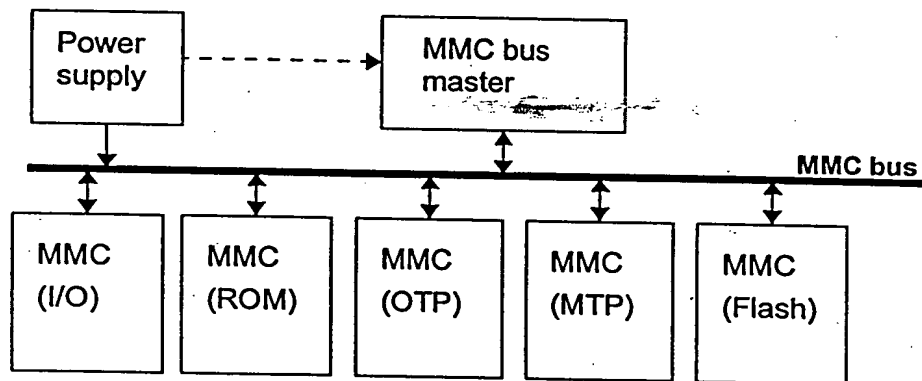 Power
supply
MMC bus
master
MMC bus
MMC
(I/O)
MMC
(ROM)
MMC
(OTP)
MMC
(MTP)
MMC
(Flash)